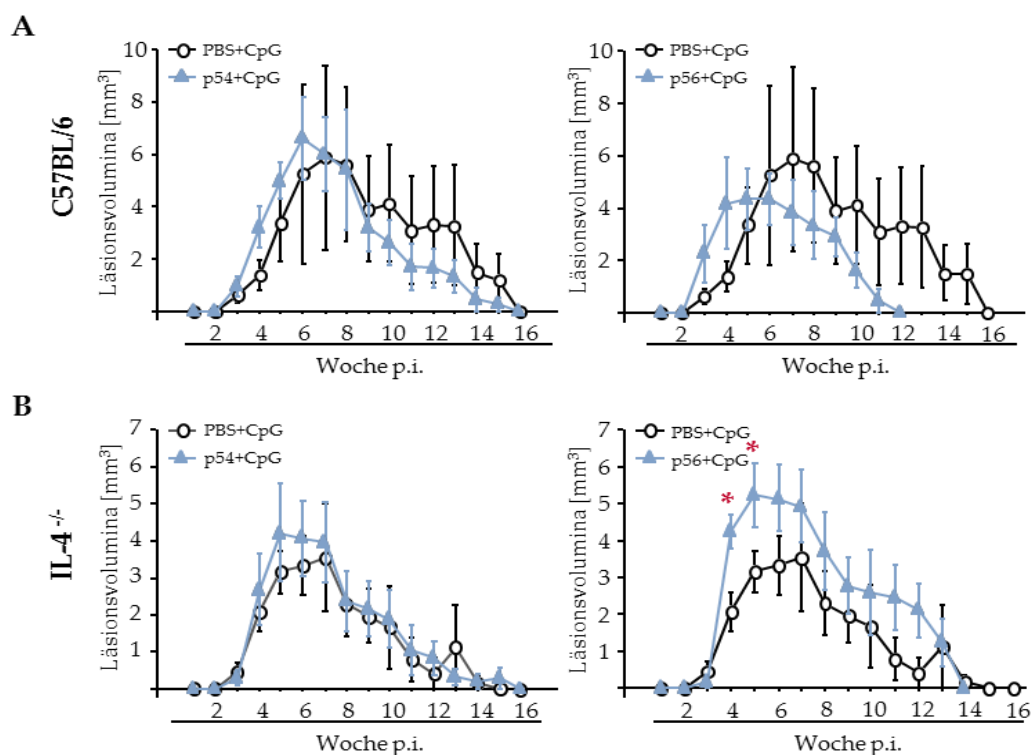 A
C57BL/6
Läsionsvolumina [mm³]
10
8
6
4
2
PBS+CpG
p54+CpG
2 4 6 8 10 12 14 16
Woche p.i.
Läsionsvolumina [mm³]
10
8
6
4
2
PBS+CpG
p56+CpG
2 4 6 8 10 12 14 16
Woche p.i.
B
IL-4-/-
Läsionsvolumina [mm³]
7
6
5
4
3
2
1
PBS+CpG
p54+CpG
2 4 6 8 10 12 14 16
Woche p.i.
Läsionsvolumina [mm³]
7
6
5
4
3
2
1
PBS+CpG
p56+CpG
*
*
2 4 6 8 10 12 14 16
Woche p.i.